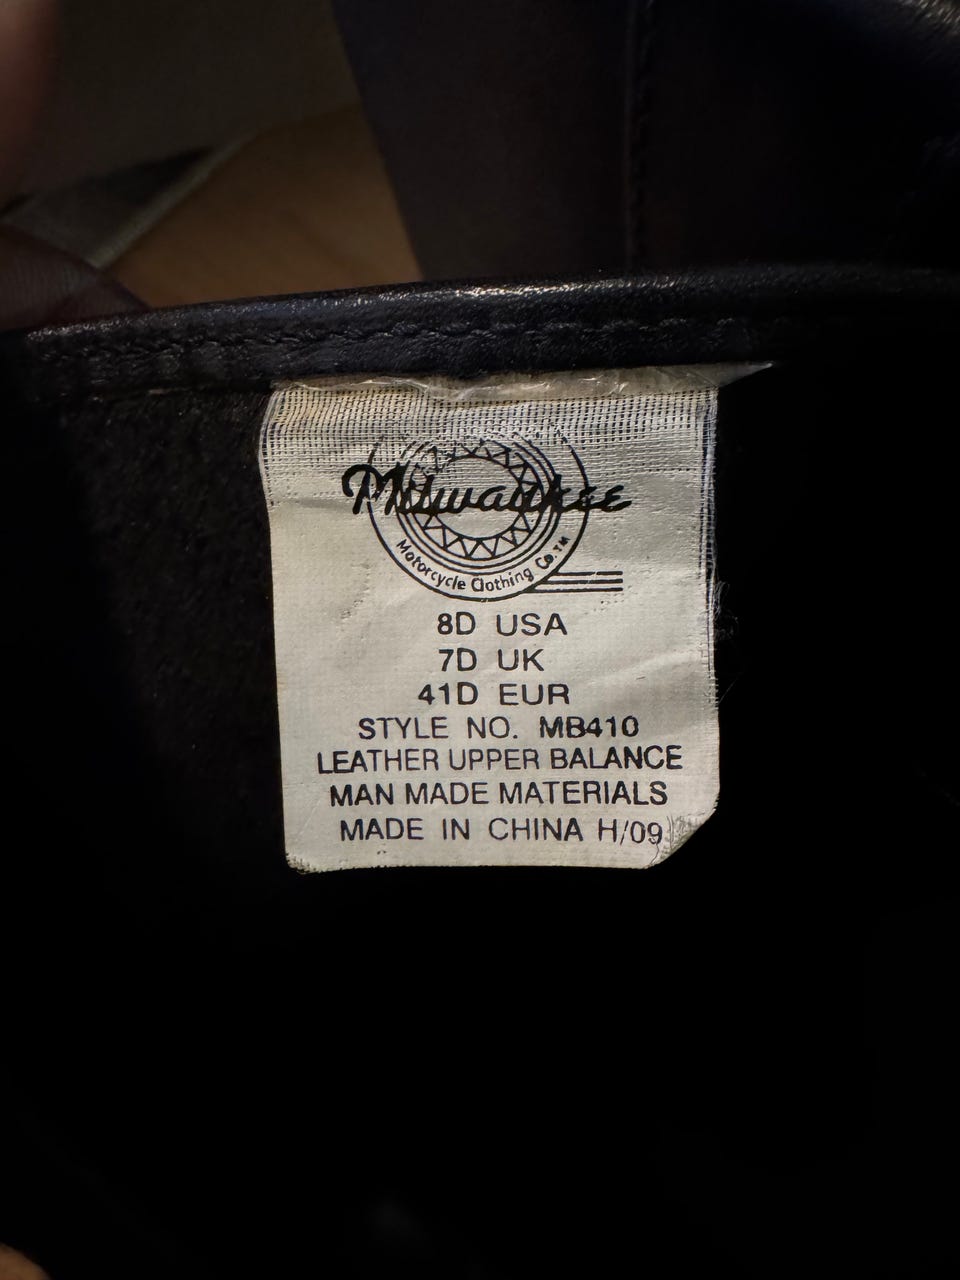 Milwaukee
Motorcycle Clothing Co.™
8D USA
7D UK
41D EUR
STYLE NO. MB410
LEATHER UPPER BALANCE
MAN MADE MATERIALS
MADE IN CHINA H/09